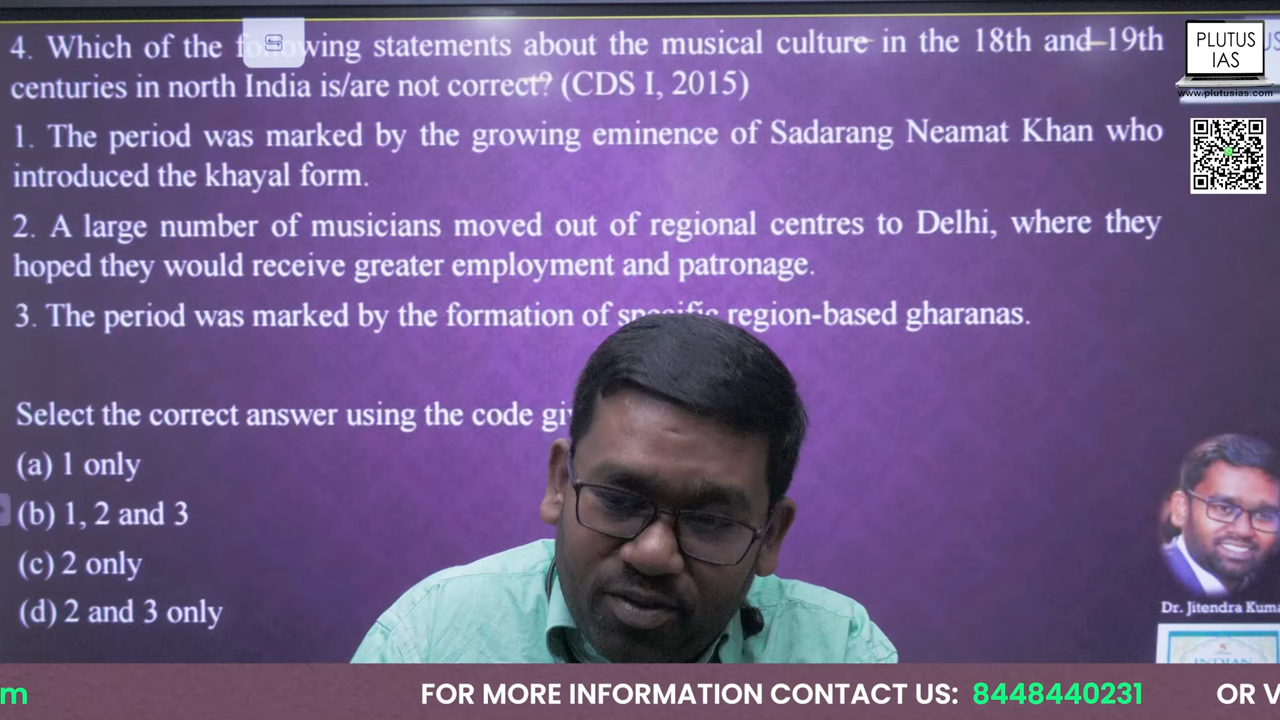 4. Which of the following statements about the musical culture in the 18th and 19th
centuries in north India is/are not correct? (CDS I, 2015)
1. The period was marked by the growing eminence of Sadarang Neamat Khan who
introduced the khayal form.
2. A large number of musicians moved out of regional centres to Delhi, where they
hoped they would receive greater employment and patronage.
3. The period was marked by the formation of specific region-based gharanas.
Select the correct answer using the code
(a) 1 only
(b) 1, 2 and 3
(c) 2 only
(d) 2 and 3 only
PLUTUS
IAS
www.plutusias.com
Dr. Jitendra
INDIAN
FOR MORE INFORMATION CONTACT US: 8448440231 OR